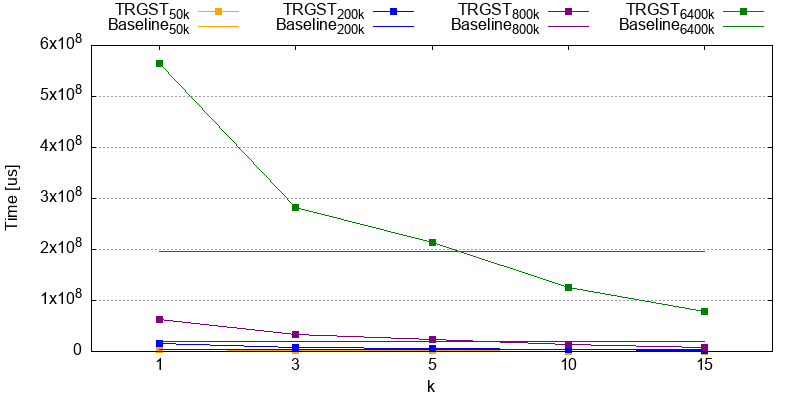 TRGST50k TRGST200k TRGST800k TRGST6400k
Baseline50k Baseline200k Baseline800k Baseline6400k
6x10^8
5x10^8
4x10^8
3x10^8
2x10^8
1x10^8
0
Time [us]
1 3 5 10 15
k